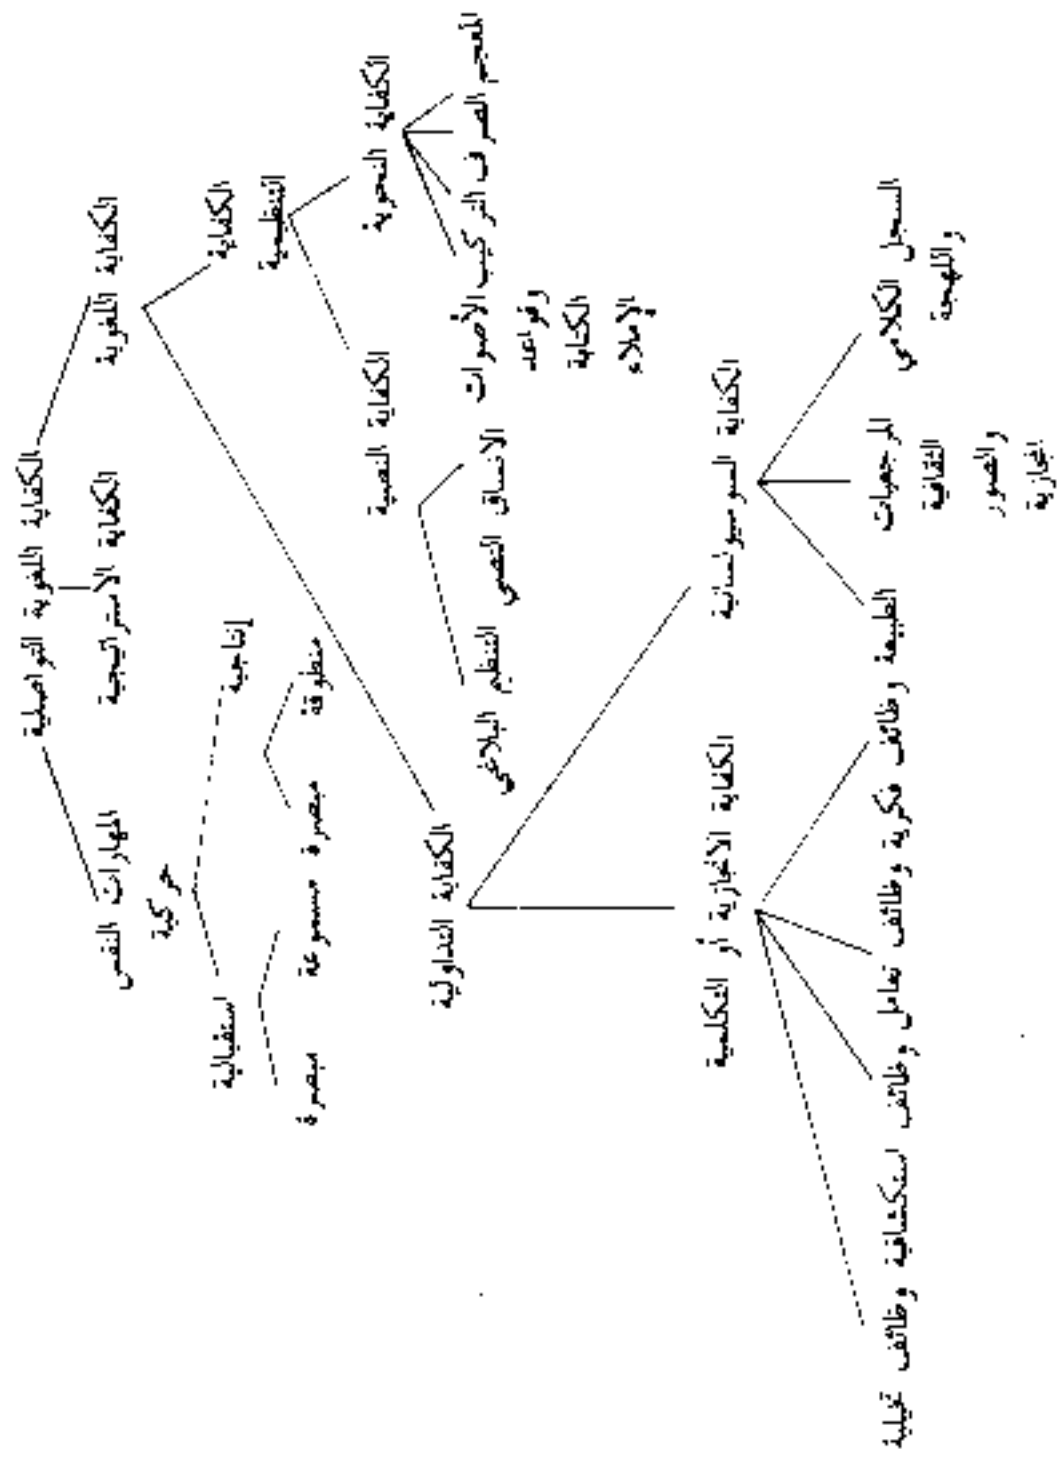 الكفاية اللغوية التواصلية
الكفاية اللغوية
الكفاية الاستراتيجية
المهارات النفس
حركية
الكفاية
التنظيمية
إنتاجية
استقبالية
منطوقة
مبصرة
مسموعة
مبصرة
الكفاية النحوية
الكفاية النصية
الكفاية التداولية
المعجم
الصرف
التركيب
الأصوات
وقواعد
الكتابة
الإملاء
الاتساق النصي
التنظيم البلاغي
الكفاية السوسيولسانية
الكفاية الانجازية أو التكلمية
السجل الكلامي
واللهجة
المرجعيات
الثقافية
والصور
المجازية
الطبيعة
وظائف فكرية
وظائف تعامل
وظائف استكشافية
وظائف تخيلية